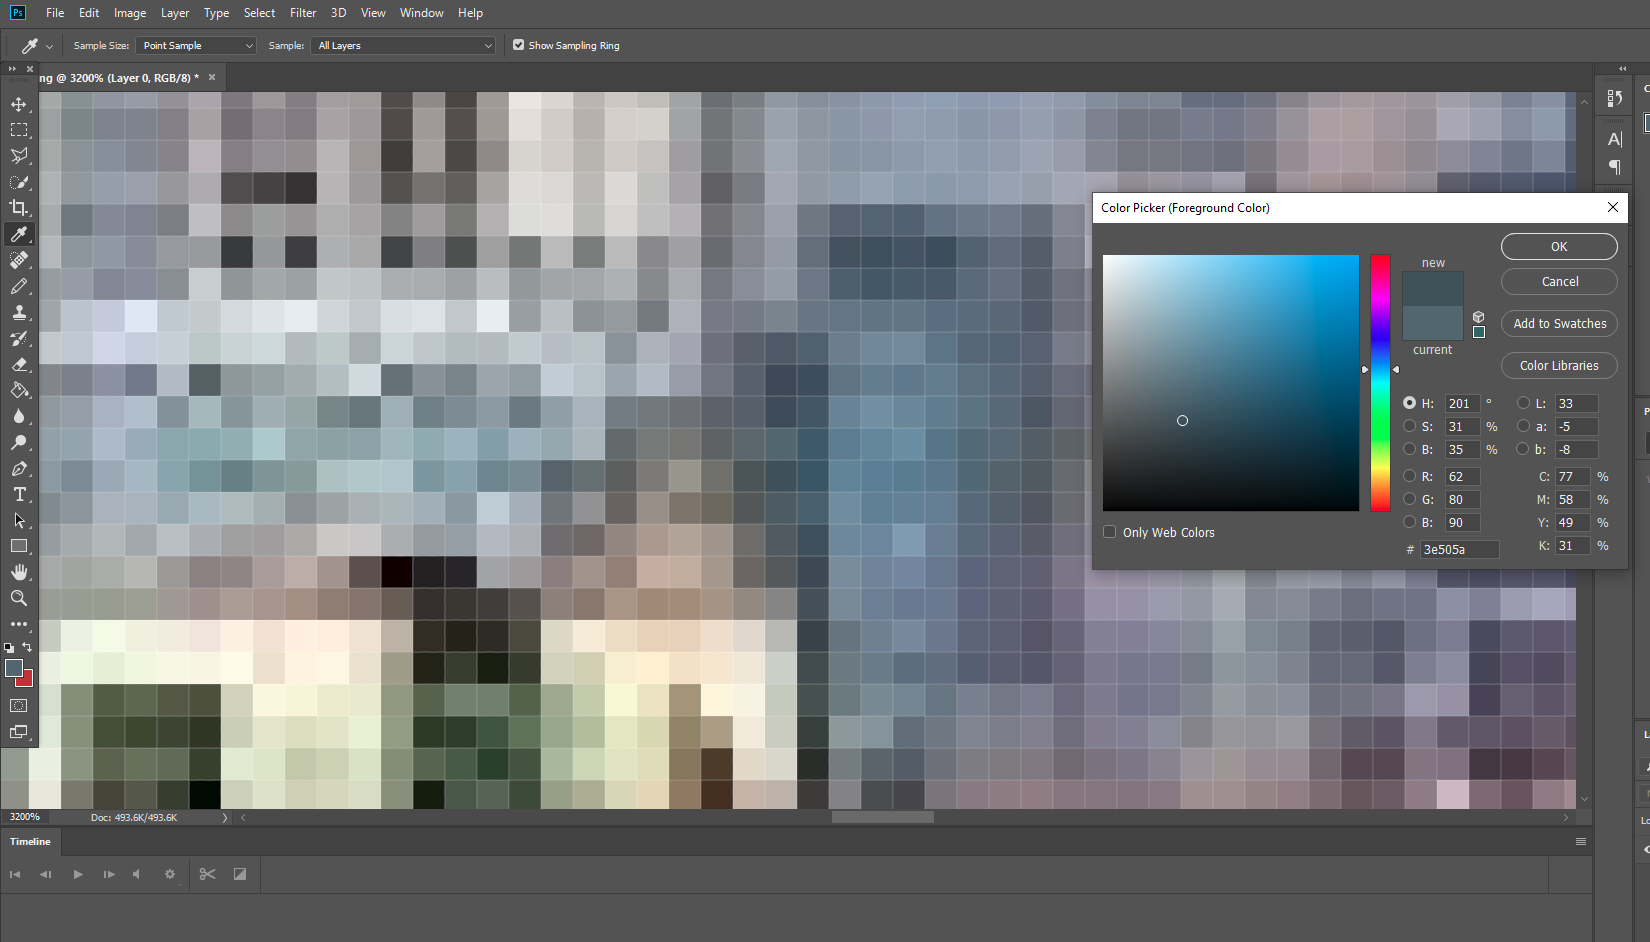 Ps File Edit Image Layer Type Select Filter 3D View Window Help
Sample Size: Point Sample Sample: All Layers Show Sampling Ring
ng @ 3200% (Layer 0, RGB/8) * ×
Color Picker (Foreground Color)
new
current
OK
Cancel
Add to Swatches
Color Libraries
H: 201 ° L: 33
S: 31 % a: -5
B: 35 % b: -8
R: 62 C: 77 %
G: 80 M: 58 %
B: 90 Y: 49 %
# 3e505a K: 31 %
Only Web Colors
3200% Doc: 493.6K/493.6K
Timeline